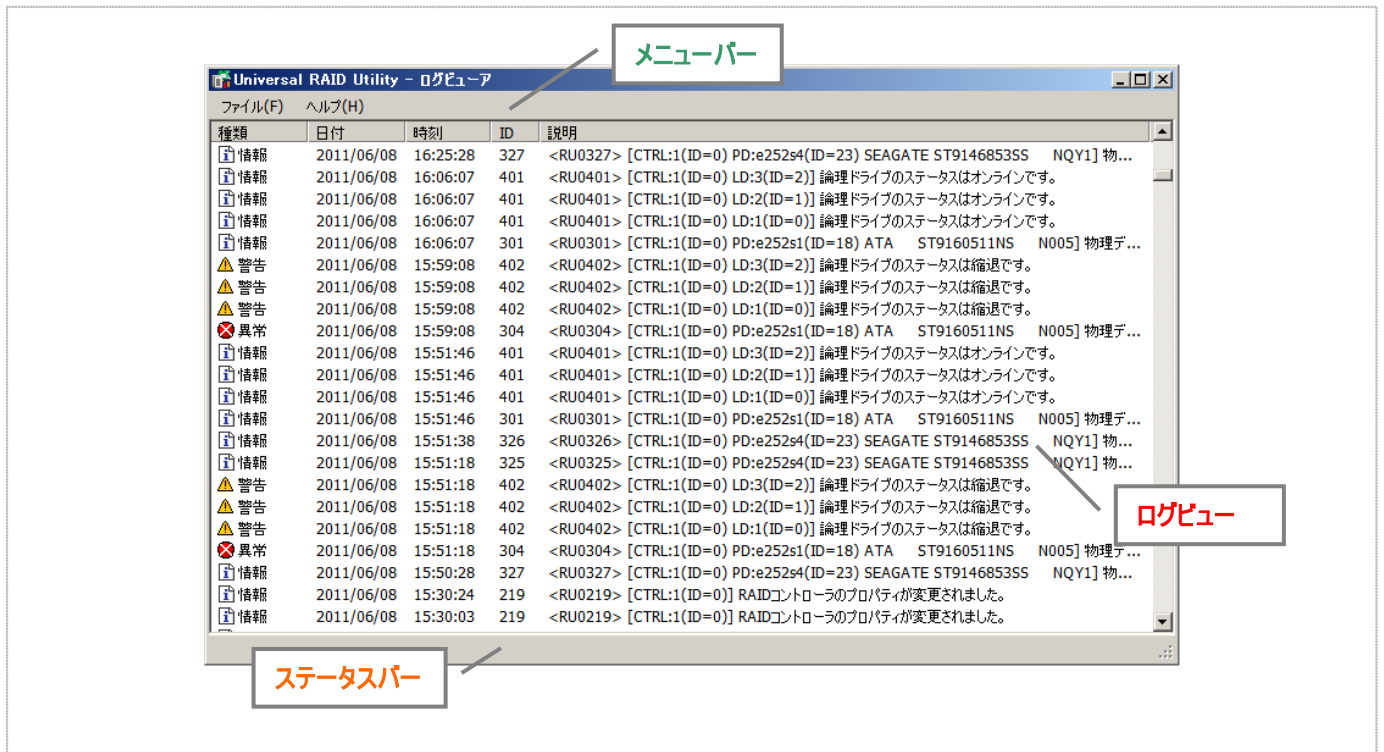 メニューバー
Universal RAID Utility - ログビューア
ファイル(F) ヘルプ(H)
種類 日付 時刻 ID 説明
情報 2011/06/08 16:25:28 327 <RU0327> [CTRL:1(ID=0) PD:e252s4(ID=23) SEAGATE ST9146853SS NQY1] 物...
情報 2011/06/08 16:06:07 401 <RU0401> [CTRL:1(ID=0) LD:3(ID=2)] 論理ドライブのステータスはオンラインです。
情報 2011/06/08 16:06:07 401 <RU0401> [CTRL:1(ID=0) LD:2(ID=1)] 論理ドライブのステータスはオンラインです。
情報 2011/06/08 16:06:07 401 <RU0401> [CTRL:1(ID=0) LD:1(ID=0)] 論理ドライブのステータスはオンラインです。
情報 2011/06/08 16:06:07 301 <RU0301> [CTRL:1(ID=0) PD:e252s1(ID=18) ATA ST9160511NS N005] 物理デ...
警告 2011/06/08 15:59:08 402 <RU0402> [CTRL:1(ID=0) LD:3(ID=2)] 論理ドライブのステータスは縮退です。
警告 2011/06/08 15:59:08 402 <RU0402> [CTRL:1(ID=0) LD:2(ID=1)] 論理ドライブのステータスは縮退です。
警告 2011/06/08 15:59:08 402 <RU0402> [CTRL:1(ID=0) LD:1(ID=0)] 論理ドライブのステータスは縮退です。
異常 2011/06/08 15:59:08 304 <RU0304> [CTRL:1(ID=0) PD:e252s1(ID=18) ATA ST9160511NS N005] 物理デ...
情報 2011/06/08 15:51:46 401 <RU0401> [CTRL:1(ID=0) LD:3(ID=2)] 論理ドライブのステータスはオンラインです。
情報 2011/06/08 15:51:46 401 <RU0401> [CTRL:1(ID=0) LD:2(ID=1)] 論理ドライブのステータスはオンラインです。
情報 2011/06/08 15:51:46 401 <RU0401> [CTRL:1(ID=0) LD:1(ID=0)] 論理ドライブのステータスはオンラインです。
情報 2011/06/08 15:51:46 301 <RU0301> [CTRL:1(ID=0) PD:e252s1(ID=18) ATA ST9160511NS N005] 物理デ...
情報 2011/06/08 15:51:38 326 <RU0326> [CTRL:1(ID=0) PD:e252s4(ID=23) SEAGATE ST9146853SS NQY1] 物...
情報 2011/06/08 15:51:18 325 <RU0325> [CTRL:1(ID=0) PD:e252s4(ID=23) SEAGATE ST9146853SS NQY1] 物...
警告 2011/06/08 15:51:18 402 <RU0402> [CTRL:1(ID=0) LD:3(ID=2)] 論理ドライブのステータスは縮退です。
警告 2011/06/08 15:51:18 402 <RU0402> [CTRL:1(ID=0) LD:2(ID=1)] 論理ドライブのステータスは縮退です。
警告 2011/06/08 15:51:18 402 <RU0402> [CTRL:1(ID=0) LD:1(ID=0)] 論理ドライブのステータスは縮退です。
ログビュー
異常 2011/06/08 15:51:18 304 <RU0304> [CTRL:1(ID=0) PD:e252s1(ID=18) ATA ST9160511NS N005] 物理デ...
情報 2011/06/08 15:50:28 327 <RU0327> [CTRL:1(ID=0) PD:e252s4(ID=23) SEAGATE ST9146853SS NQY1] 物...
情報 2011/06/08 15:30:24 219 <RU0219> [CTRL:1(ID=0)] RAIDコントローラのプロパティが変更されました。
情報 2011/06/08 15:30:03 219 <RU0219> [CTRL:1(ID=0)] RAIDコントローラのプロパティが変更されました。
ステータスバー